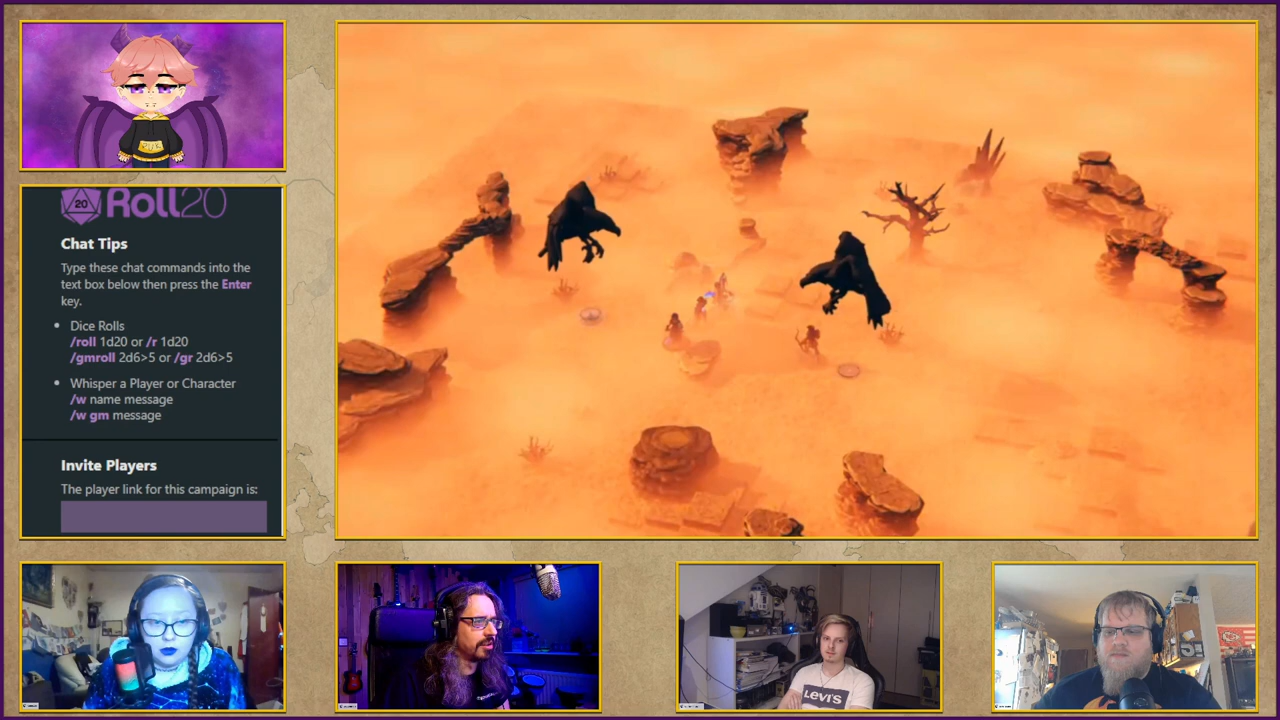 20 Roll20
Chat Tips
Type these chat commands into the
text box below then press the Enter
key.
Dice Rolls
/roll 1d20 or /r 1d20
/gmroll 2d6>5 or /gr 2d6>5
Whisper a Player or Character
/w name message
/w gm message
Invite Players
The player link for this campaign is:
LEVI'S